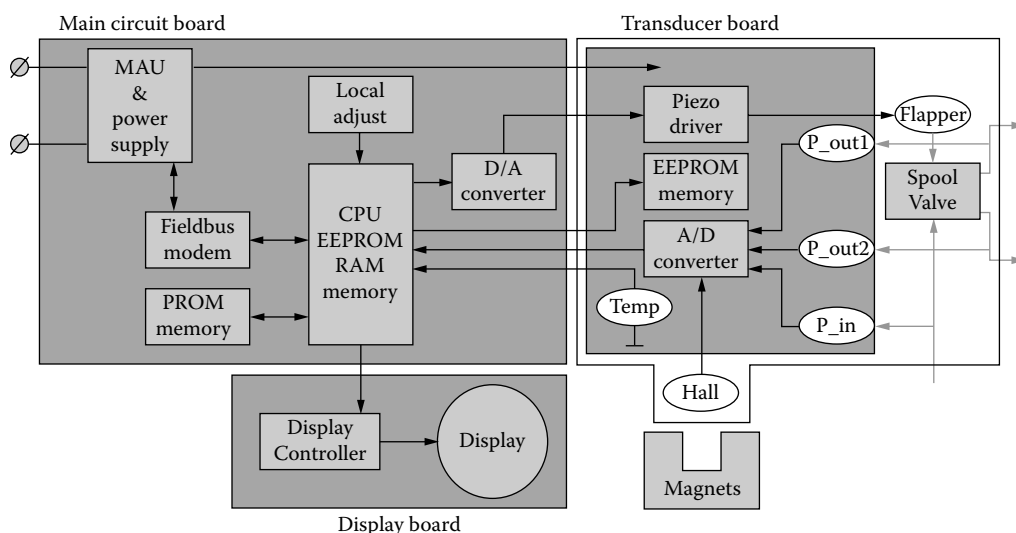 Main circuit board
Transducer board
MAU
&
power
supply
Local
adjust
D/A
converter
Fieldbus
modem
CPU
EEPROM
RAM
memory
PROM
memory
Piezo
driver
EEPROM
memory
A/D
converter
Temp
Flapper
P_out1
Spool
Valve
P_out2
P_in
Hall
Magnets
Display
Controller
Display
Display board